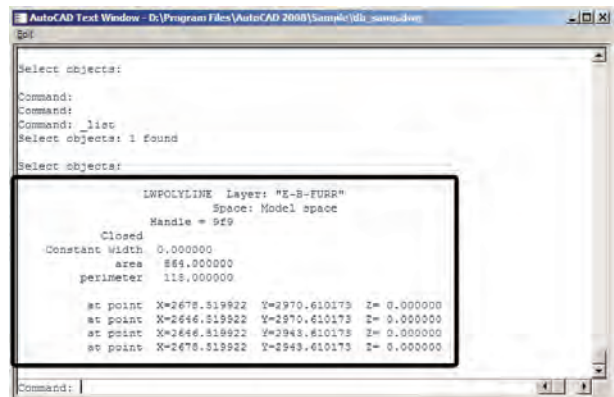 AutoCAD Text Window - D:\Program Files\AutoCAD 2008\Sample\db_samp.dwg
Edit
Select objects:
Command:
Command:
Command: _list
Select objects: 1 found
Select objects:
LWPOLYLINE Layer: "E-B-FURR"
Space: Model space
Handle = 9f9
Closed
Constant width 0.000000
area 864.000000
perimeter 118.000000
at point X=2678.519922 Y=2970.610173 Z= 0.000000
at point X=2646.519922 Y=2970.610173 Z= 0.000000
at point X=2646.519922 Y=2943.610173 Z= 0.000000
at point X=2678.519922 Y=2943.610173 Z= 0.000000
Command: